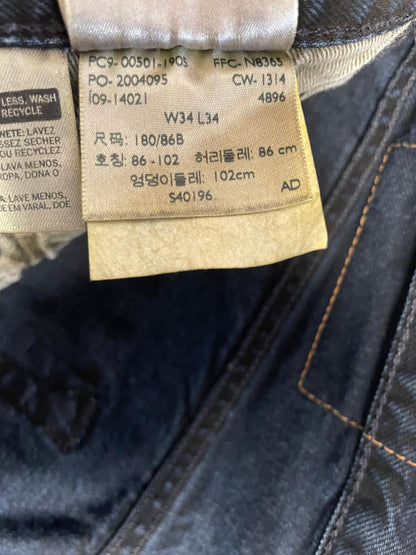 PC9-00501-1905 FFC-N8365
PO-2004095 CW-1314
I09-14021 4896
W34 L34
尺码: 180/86B
호칭: 86-102 허리둘레: 86 cm
엉덩이둘레: 102cm
S40196
AD
LESS, WASH
RECYCLE
NETE: LAVEZ
SSEZ SÉCHER
U RECYCLEZ
LAVA MENOS,
ROPA, DONA O
A: LAVE MENOS,
E EM VARAL, DOE